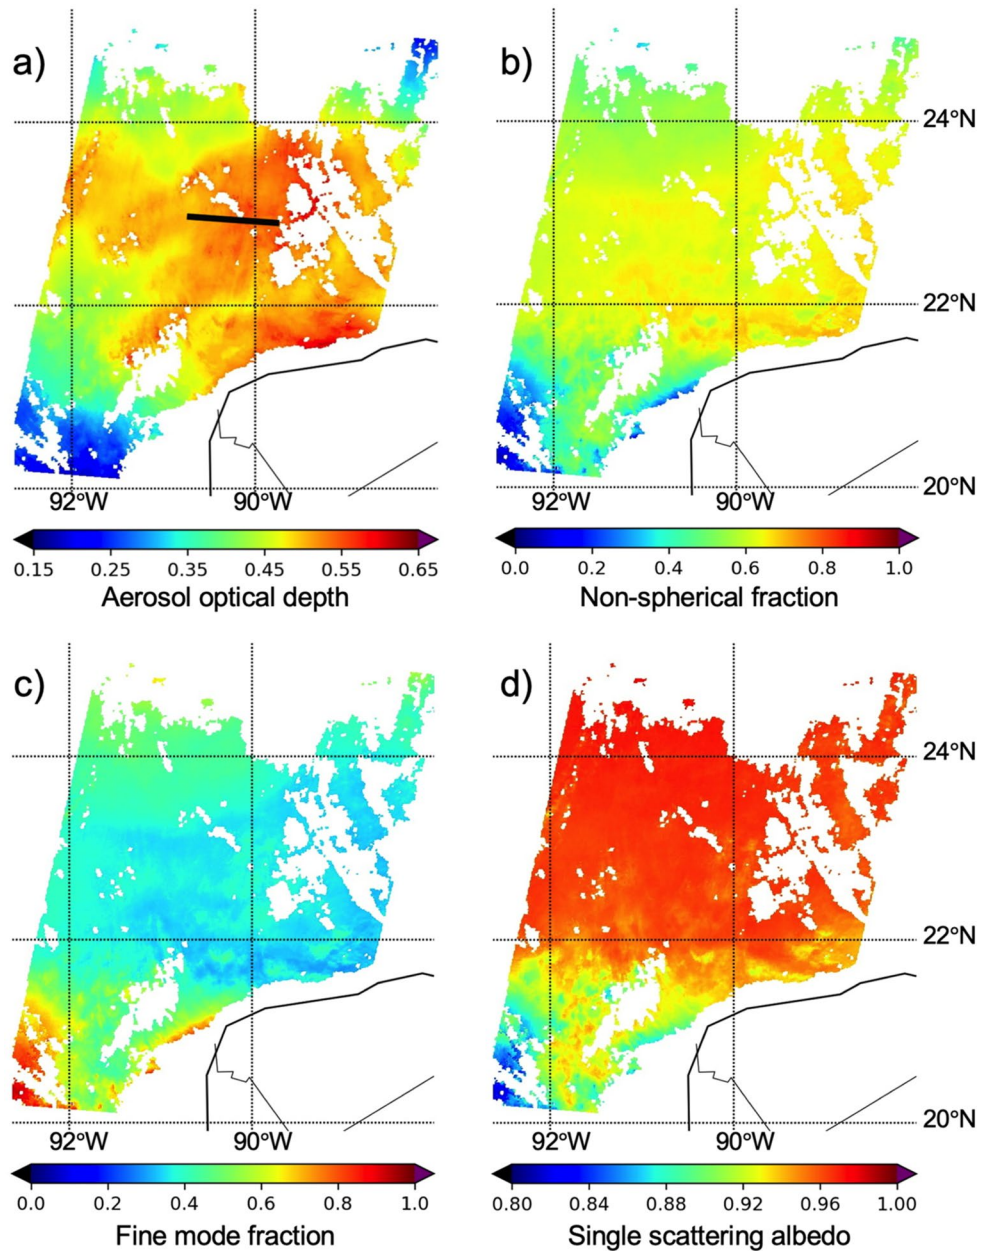 a)
b)
24°N
22°N
20°N
92°W 90°W
92°W 90°W
0.15 0.25 0.35 0.45 0.55 0.65
Aerosol optical depth
0.0 0.2 0.4 0.6 0.8 1.0
Non-spherical fraction
c)
d)
24°N
22°N
20°N
92°W 90°W
92°W 90°W
0.0 0.2 0.4 0.6 0.8 1.0
Fine mode fraction
0.80 0.84 0.88 0.92 0.96 1.00
Single scattering albedo